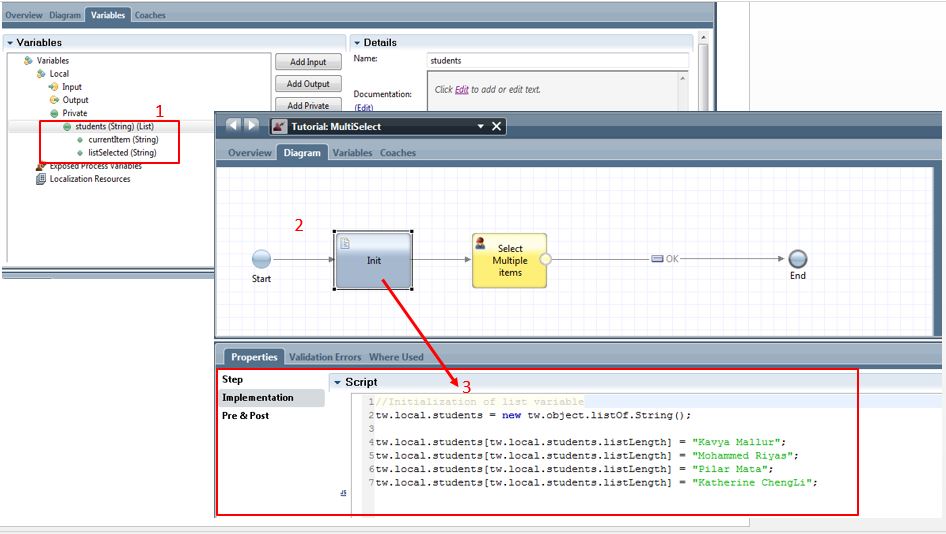 Overview Diagram Variables Coaches
Variables
Variables
Local
Input
Output
Private
students (String) (List)
currentItem (String)
listSelected (String)
Exposed Process Variables
Localization Resources
1
Add Input
Add Output
Add Private
Details
Name:
students
Documentation:
(Edit)
Click Edit to add or edit text.
Tutorial: MultiSelect
Overview Diagram Variables Coaches
2
Start
Init
Select
Multiple
items
OK
End
Properties Validation Errors Where Used
Step
Implementation
Pre & Post
3
Script
1 //Initialization of list variable
2 tw.local.students = new tw.object.listOf.String();
3
4 tw.local.students[tw.local.students.listLength] = "Kavya Mallur";
5 tw.local.students[tw.local.students.listLength] = "Mohammed Riyas";
6 tw.local.students[tw.local.students.listLength] = "Pilar Mata";
7 tw.local.students[tw.local.students.listLength] = "Katherine ChengLi";